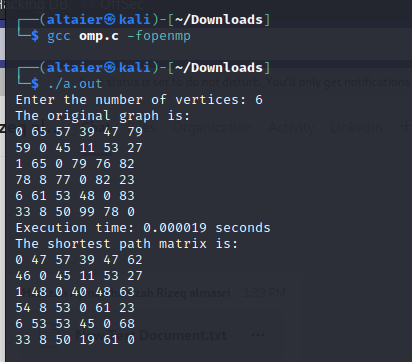 ┌──(altaier㉿kali)-[~/Downloads]
└─$ gcc omp.c -fopenmp
┌──(altaier㉿kali)-[~/Downloads]
└─$ ./a.out
Enter the number of vertices: 6
The original graph is:
0 65 57 39 47 79
59 0 45 11 53 27
1 65 0 79 76 82
78 8 77 0 82 23
6 61 53 48 0 83
33 8 50 99 78 0
Execution time: 0.000019 seconds
The shortest path matrix is:
0 47 57 39 47 62
46 0 45 11 53 27
1 48 0 40 48 63
54 8 53 0 61 23
6 53 53 45 0 68
33 8 50 19 61 0